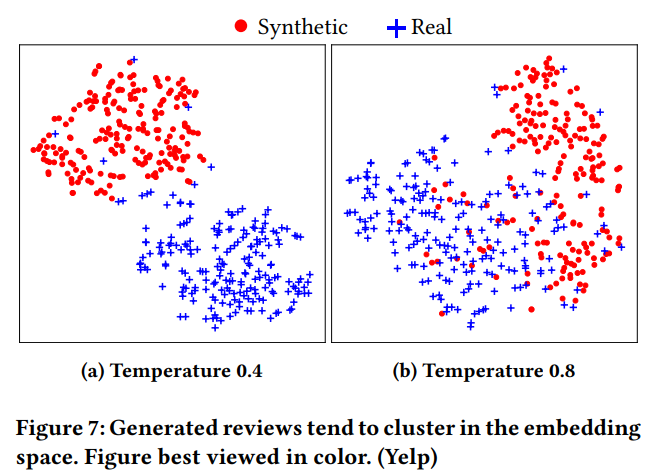 Synthetic Real
(a) Temperature 0.4
(b) Temperature 0.8
Figure 7: Generated reviews tend to cluster in the embedding
space. Figure best viewed in color. (Yelp)